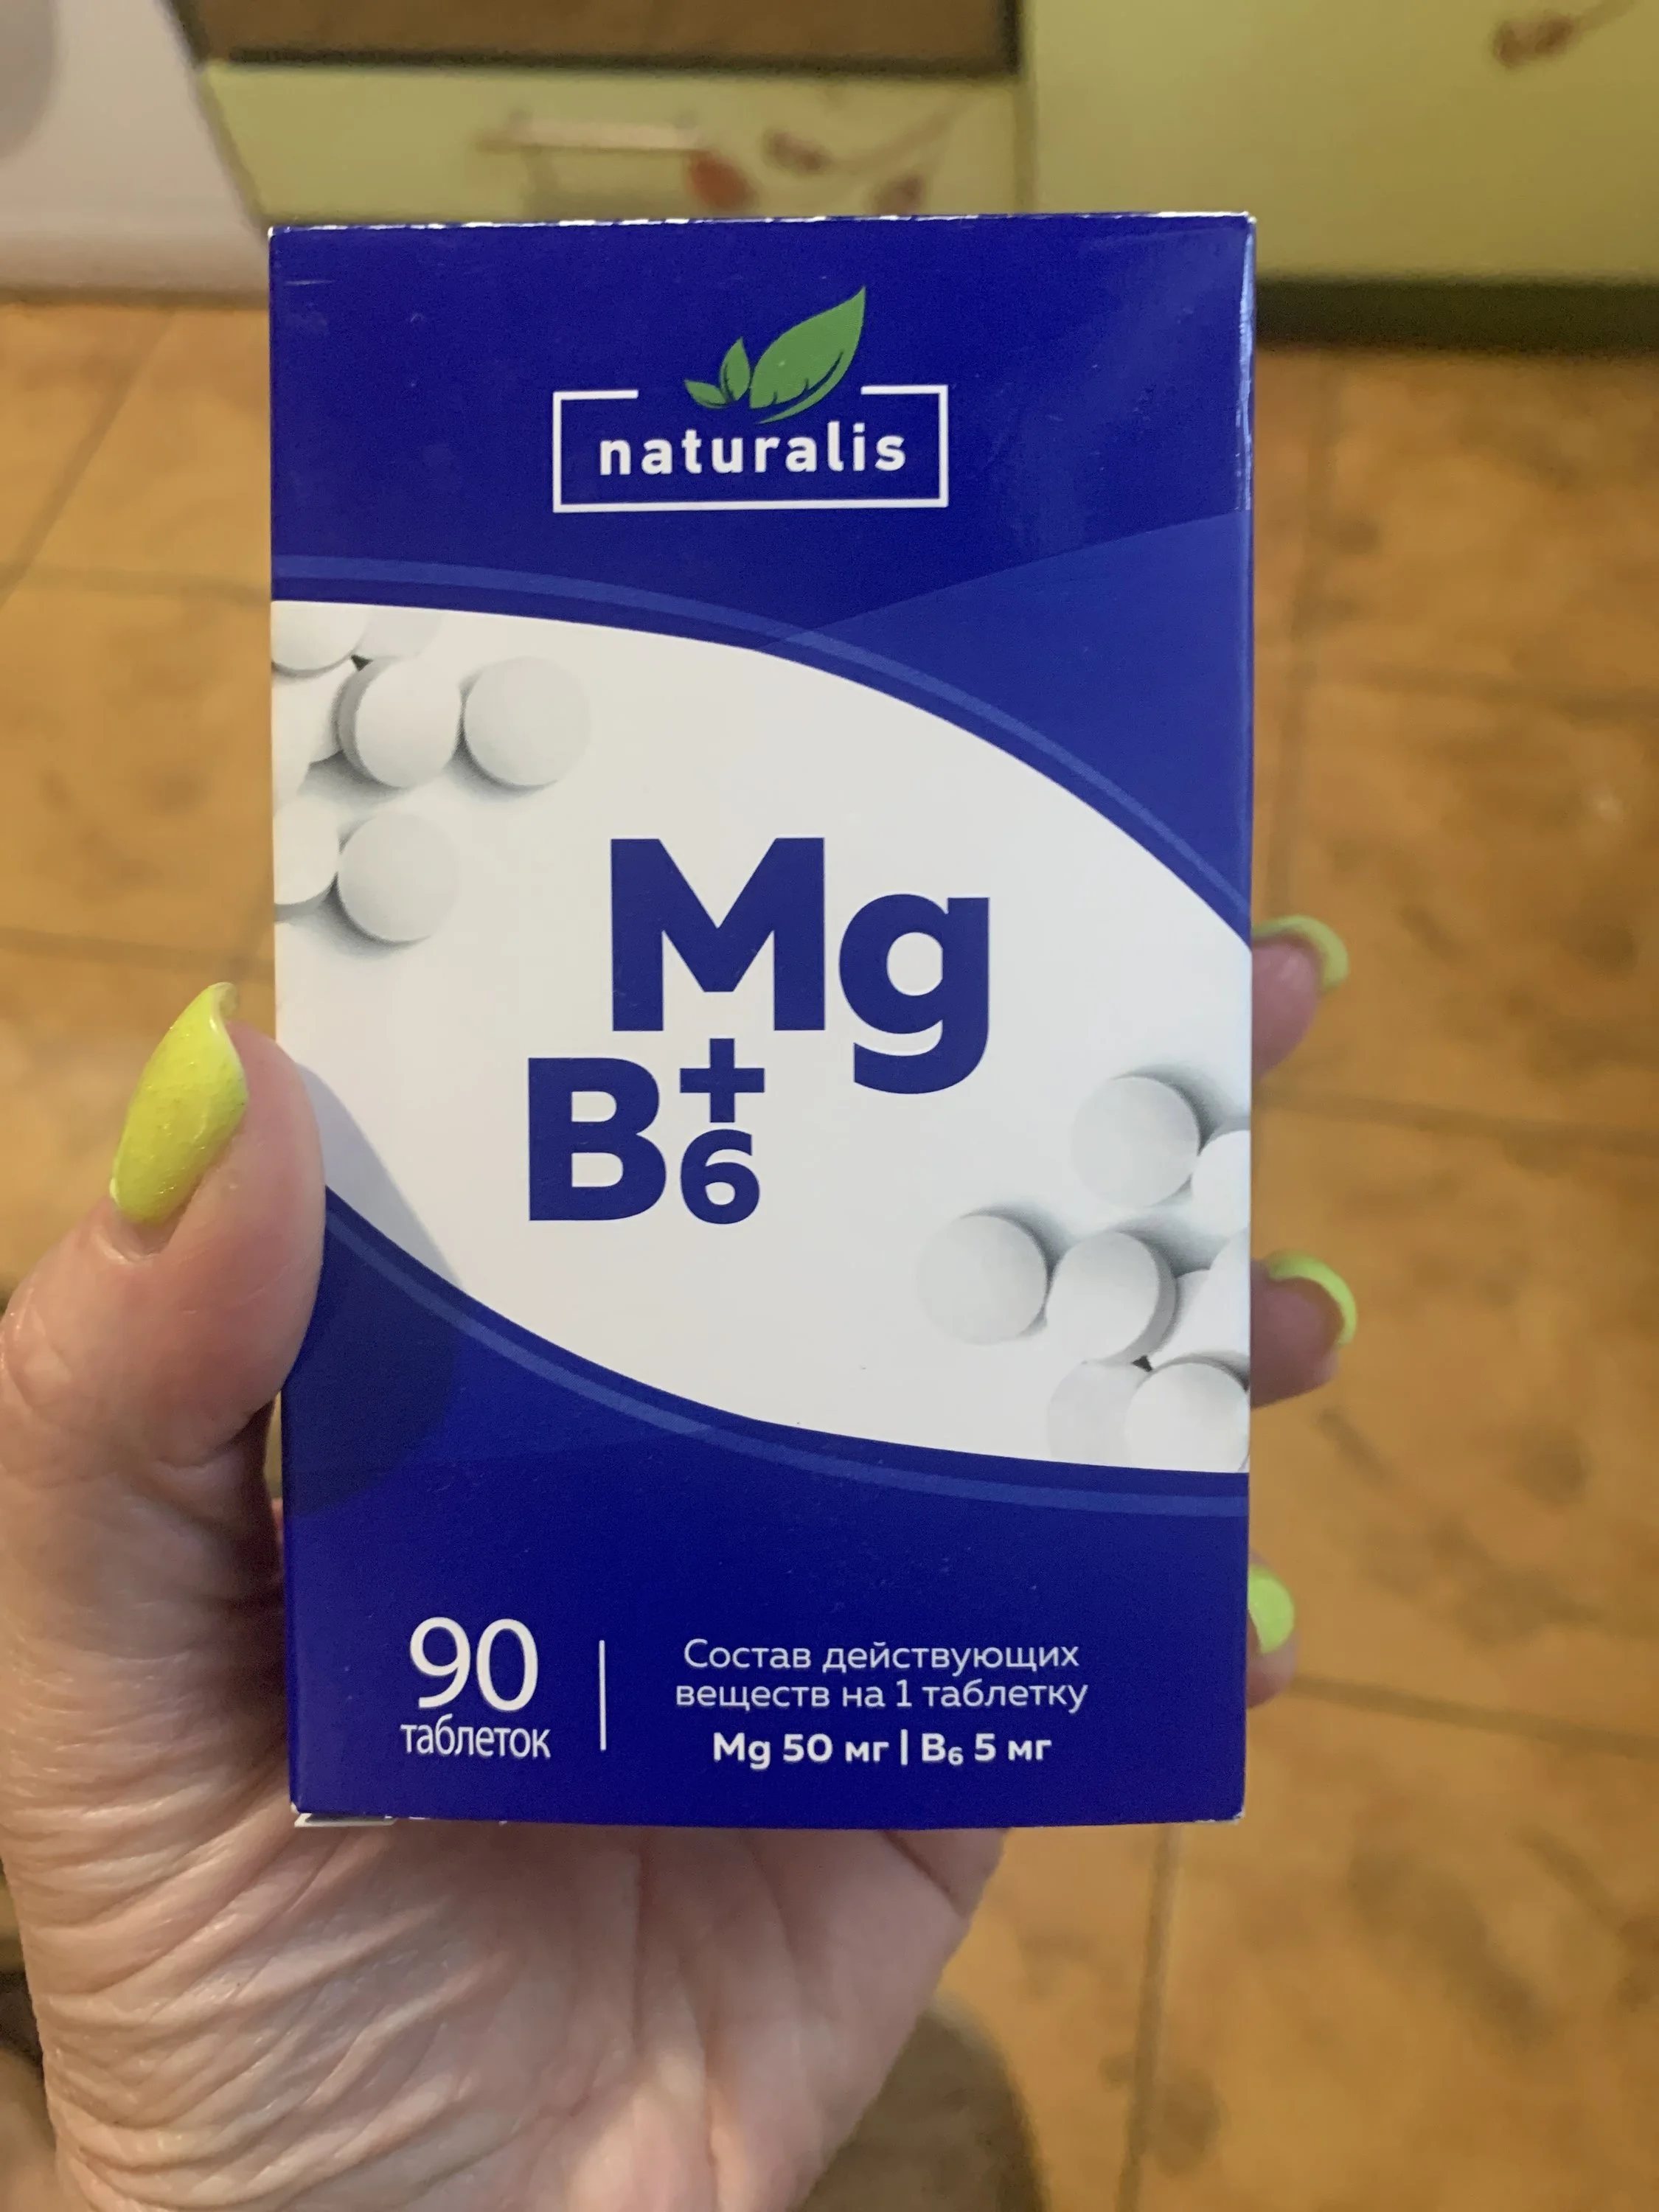 naturalis
Mg
+
B6
90
таблеток
Состав действующих
веществ на 1 таблетку
Mg 50 мг | B₆ 5 мг